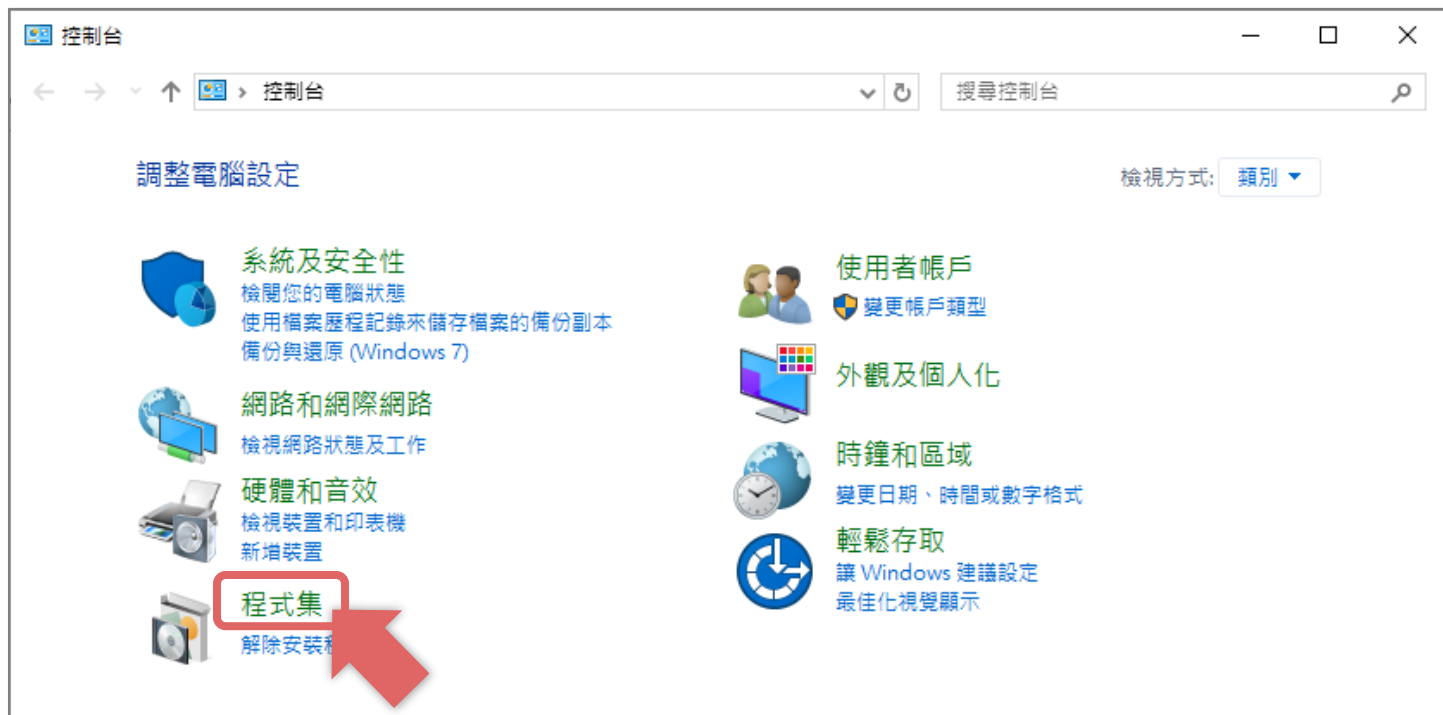 控制台
控制台
搜尋控制台
調整電腦設定
檢視方式: 類別
系統及安全性
檢閱您的電腦狀態
使用檔案歷程記錄來儲存檔案的備份副本
備份與還原 (Windows 7)
網路和網際網路
檢視網路狀態及工作
硬體和音效
檢視裝置和印表機
新增裝置
程式集
解除安裝
使用者帳戶
變更帳戶類型
外觀及個人化
時鐘和區域
變更日期、時間或數字格式
輕鬆存取
讓 Windows 建議設定
最佳化視覺顯示